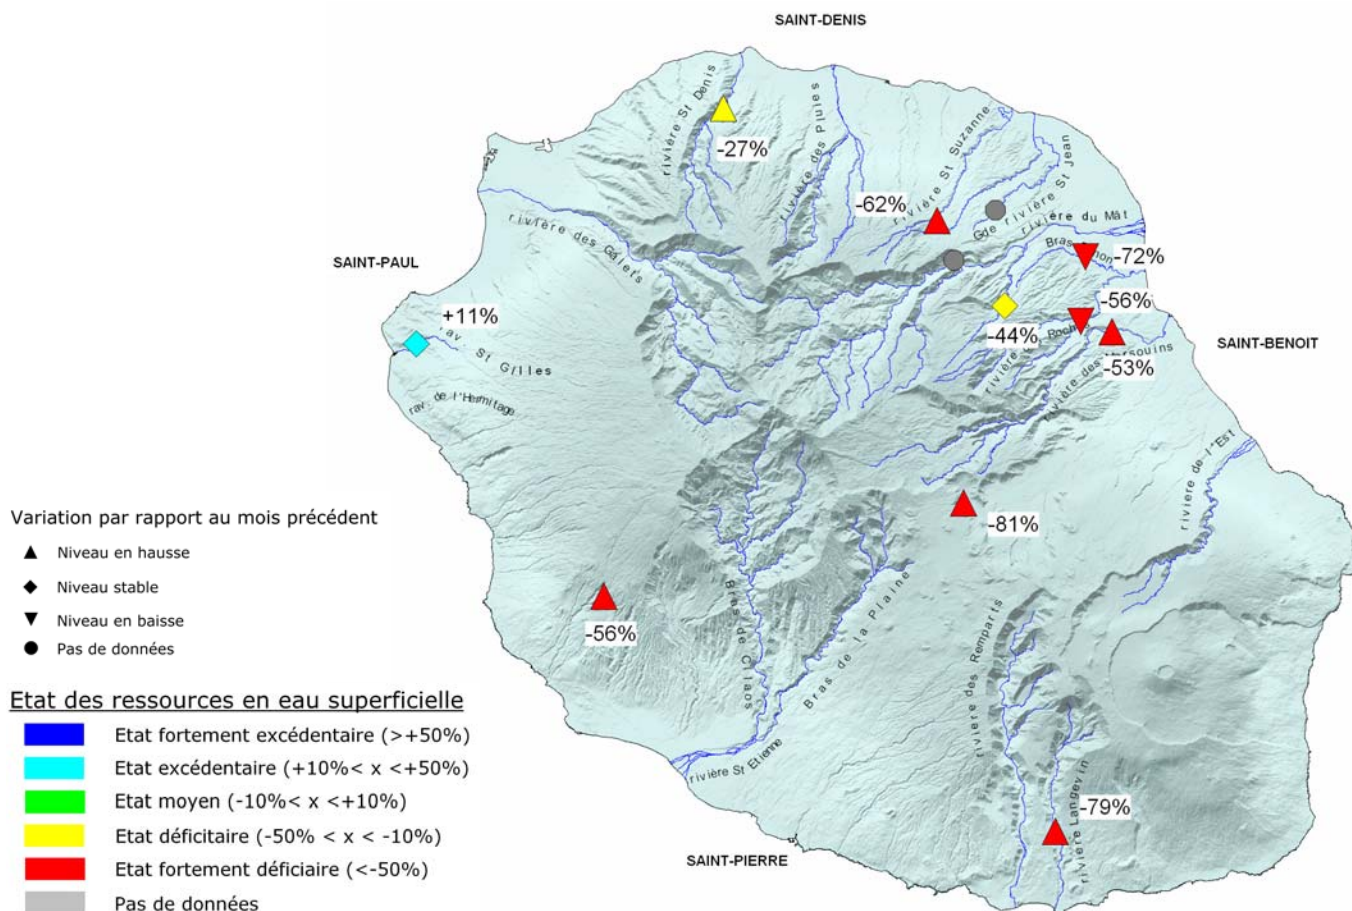 SAINT-DENIS
rivière St Denis
-27%
rivière des Pluies
rivière St Suzanne
Gde rivière St Jean
-62%
rivière du Mât
rivière des Galets
-72%
SAINT-PAUL
+11%
rav. St Gilles
-56%
-44%
SAINT-BENOIT
-53%
rav. de l'Hermitage
rivière de l'Est
Variation par rapport au mois précédent
Niveau en hausse
Niveau stable
Niveau en baisse
Pas de données
-81%
-56%
Bras de Cilaos
Bras de la Plaine
rivière des Remparts
Etat des ressources en eau superficielle
Etat fortement excédentaire (>+50%)
Etat excédentaire (+10%< x <+50%)
Etat moyen (-10%< x <+10%)
Etat déficitaire (-50% < x < -10%)
Etat fortement déficiaire (<-50%)
Pas de données
rivière St Etienne
-79%
rivière Langevin
SAINT-PIERRE